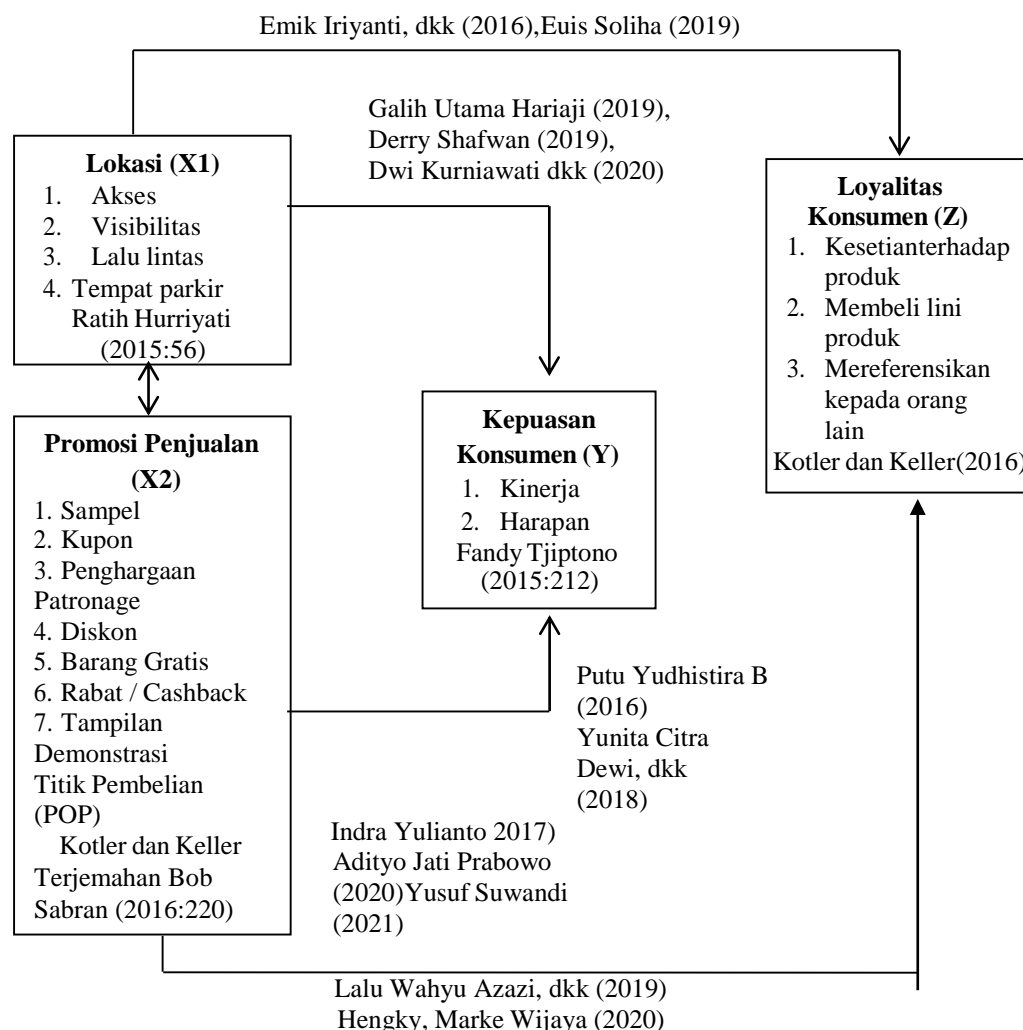 Emik Iriyanti, dkk (2016),Euis Soliha (2019)
Galih Utama Hariaji (2019),
Derry Shafwan (2019),
Dwi Kurniawati dkk (2020)
Lokasi (X1)
1. Akses
2. Visibilitas
3. Lalu lintas
4. Tempat parkir
Ratih Hurriyati
(2015:56)
Loyalitas
Konsumen (Z)
1. Kesetianterhadap
produk
2. Membeli lini
produk
3. Mereferensikan
kepada orang
lain
Kotler dan Keller(2016)
Promosi Penjualan
(X2)
1. Sampel
2. Kupon
3. Penghargaan
Patronage
4. Diskon
5. Barang Gratis
6. Rabat / Cashback
7. Tampilan
Demonstrasi
Titik Pembelian
(POP)
Kotler dan Keller
Terjemahan Bob
Sabran (2016:220)
Kepuasan
Konsumen (Y)
1. Kinerja
2. Harapan
Fandy Tjiptono
(2015:212)
Putu Yudhistira B
(2016)
Yunita Citra
Dewi, dkk
(2018)
Indra Yulianto 2017)
Adityo Jati Prabowo
(2020)Yusuf Suwandi
(2021)
Lalu Wahyu Azazi, dkk (2019)
Hengky, Marke Wijaya (2020)